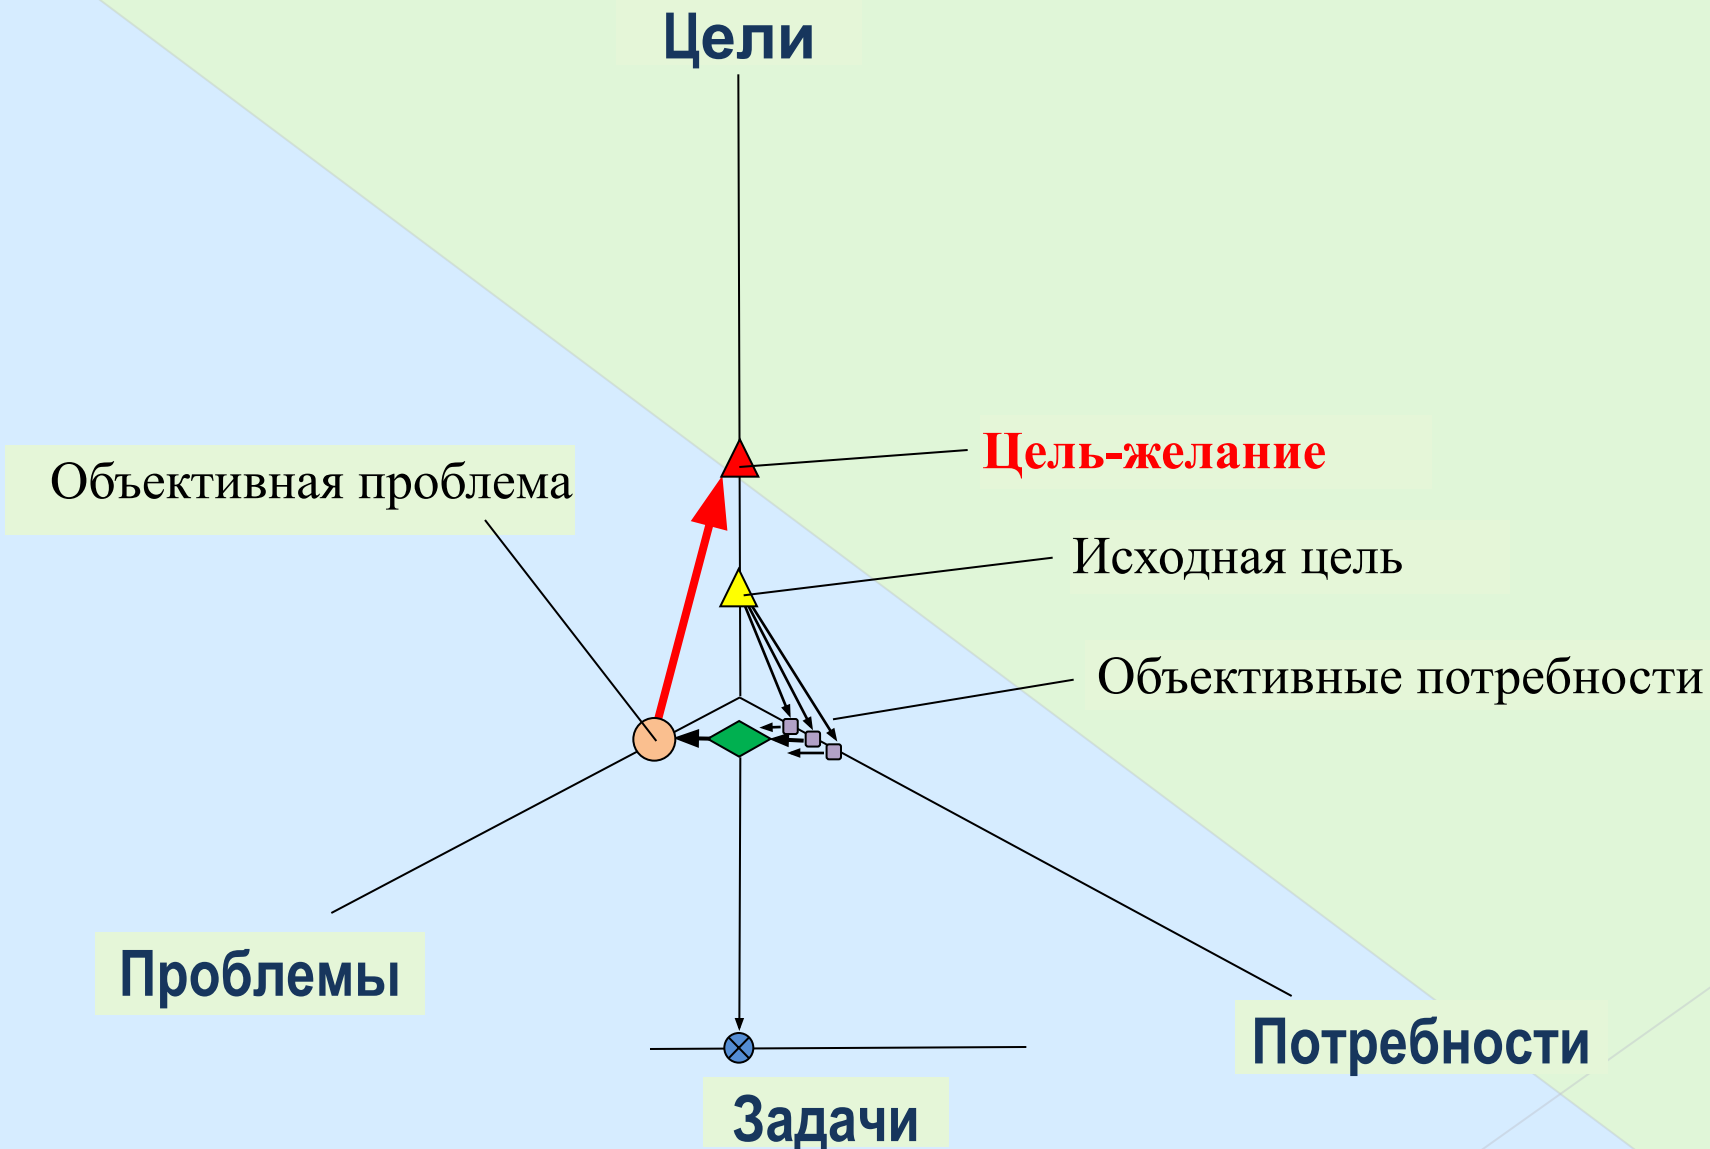 Цели
Цель-желание
Объективная проблема
Исходная цель
Объективные потребности
Проблемы
Потребности
Задачи